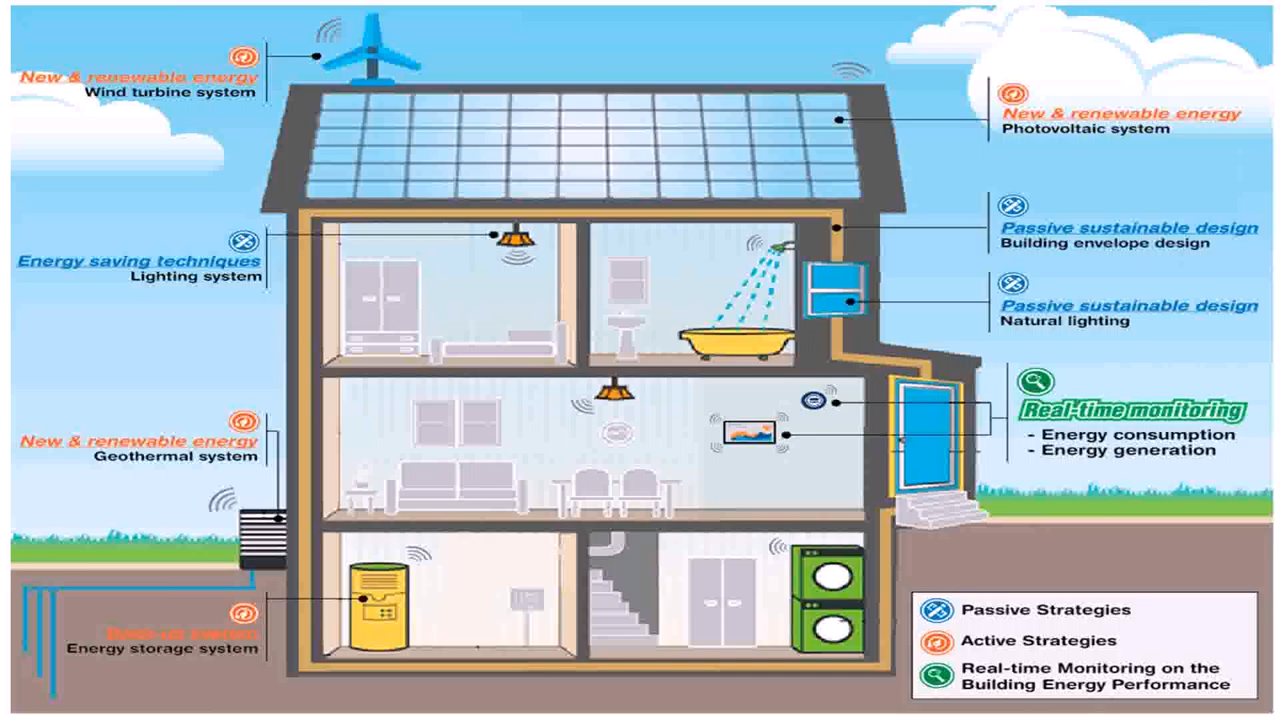 New & renewable energy
Wind turbine system
New & renewable energy
Photovoltaic system
Passive sustainable design
Building envelope design
Energy saving techniques
Lighting system
Passive sustainable design
Natural lighting
Real-time monitoring
- Energy consumption
- Energy generation
New & renewable energy
Geothermal system
Energy storage system
Passive Strategies
Active Strategies
Real-time Monitoring on the
Building Energy Performance